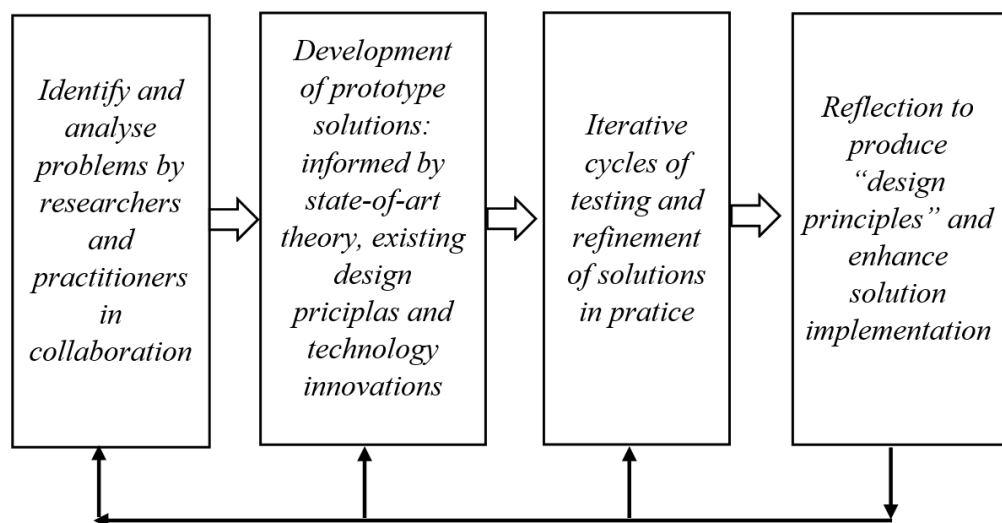 Identify and
analyse
problems by
researchers
and
practitioners
in
collaboration
Development
of prototype
solutions:
informed by
state-of-art
theory, existing
design
priciplas and
technology
innovations
Iterative
cycles of
testing and
refinement
of solutions
in pratice
Reflection to
produce
“design
principles” and
enhance
solution
implementation